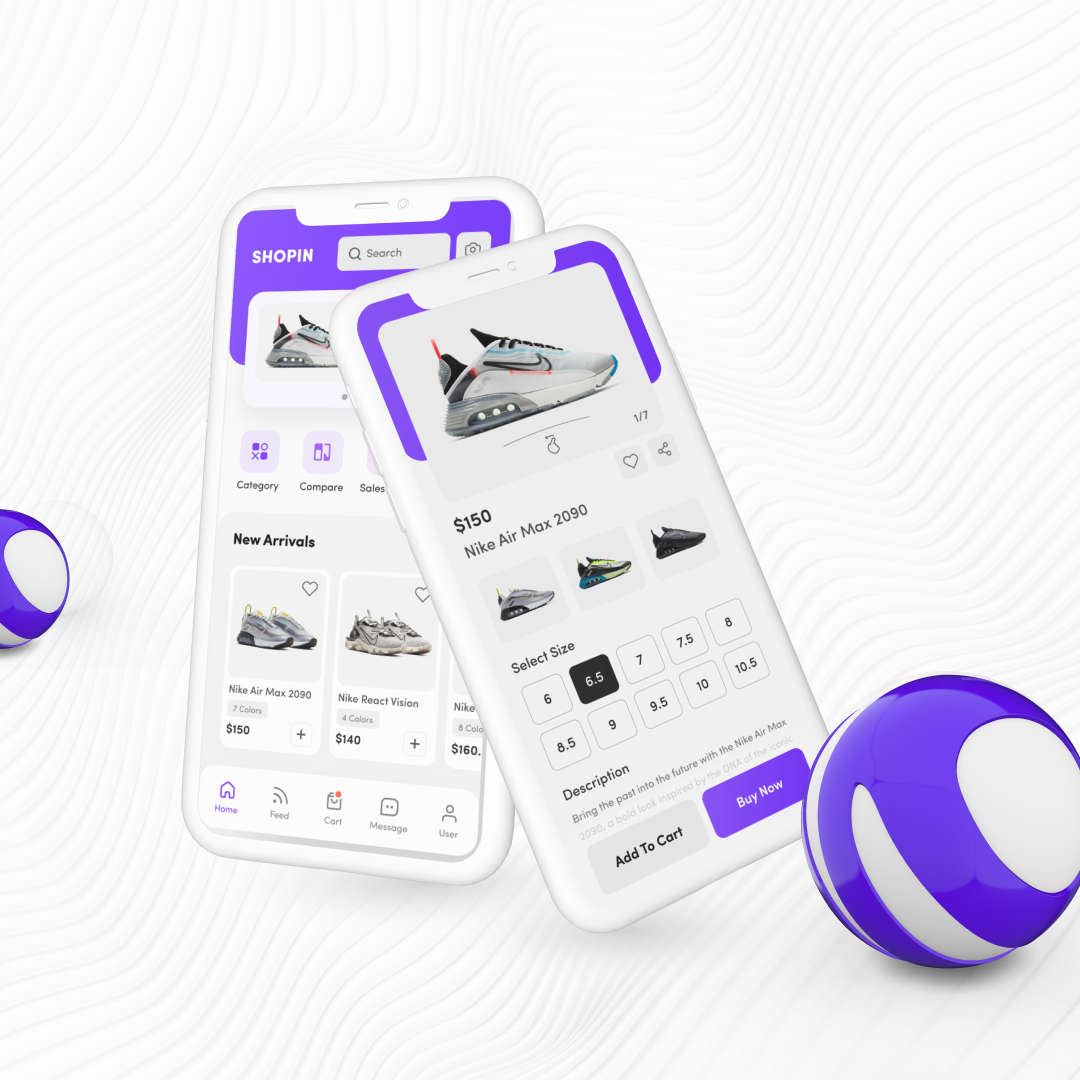 SHOPIN
Search
Category
Compare
Sales
New Arrivals
Nike Air Max 2090
7 Colors
$150
+
Nike React Vision
4 Colors
$140
+
Nike
$160.
Home
Feed
Cart
Message
User
1/7
$150
Nike Air Max 2090
Select Size
6
6.5
7
7.5
8
8.5
9
9.5
10
10.5
Description
Bring the past into the future with the Nike Air Max
2090, a bold look inspired by the DNA of the iconic
Add To Cart
Buy Now